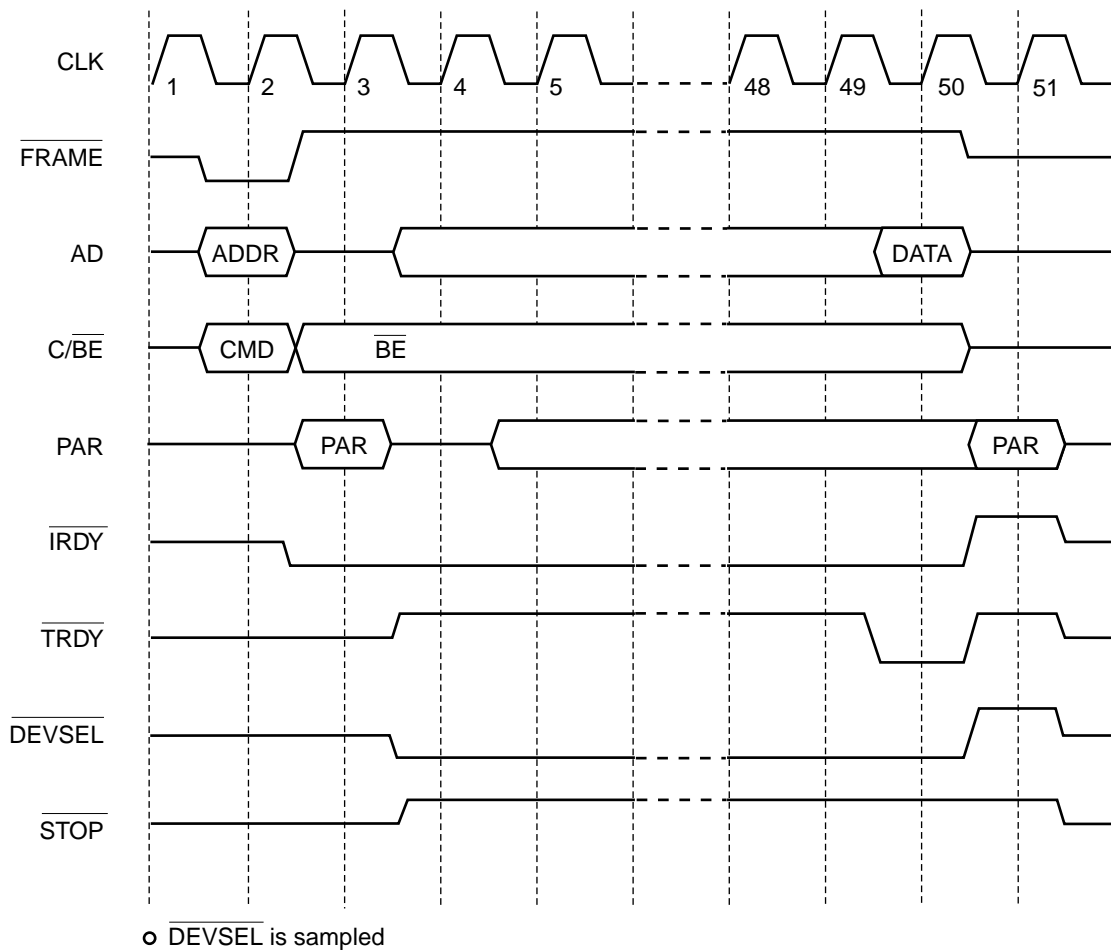 CLK
1 2 3 4 5 48 49 50 51
FRAME
AD ADDR DATA
C/BE CMD BE
PAR PAR PAR
IRDY
TRDY
DEVSEL
STOP
DEVSEL is sampled